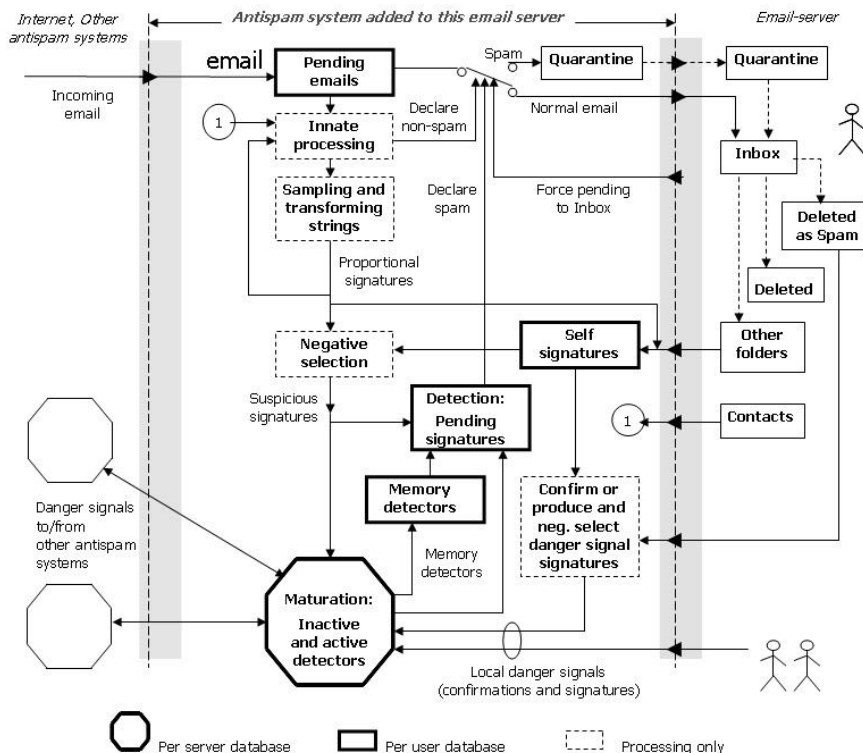 Internet, Other
antispam systems
Antispam system added to this email server
Email-server
email
Incoming
email
Pending
emails
Spam
Quarantine
Quarantine
Declare
non-spam
Normal email
1
Innate
processing
Inbox
Sampling and
transforming
strings
Declare
spam
Force pending
to Inbox
Deleted
as Spam
Proportional
signatures
Deleted
Negative
selection
Self
signatures
Other
folders
Suspicious
signatures
Detection:
Pending
signatures
1
Contacts
Memory
detectors
Confirm or
produce and
neg. select
danger signal
signatures
Danger signals
to/from
other antispam
systems
Memory
detectors
Maturation:
Inactive
and active
detectors
Local danger signals
(confirmations and signatures)
Per server database
Per user database
Processing only